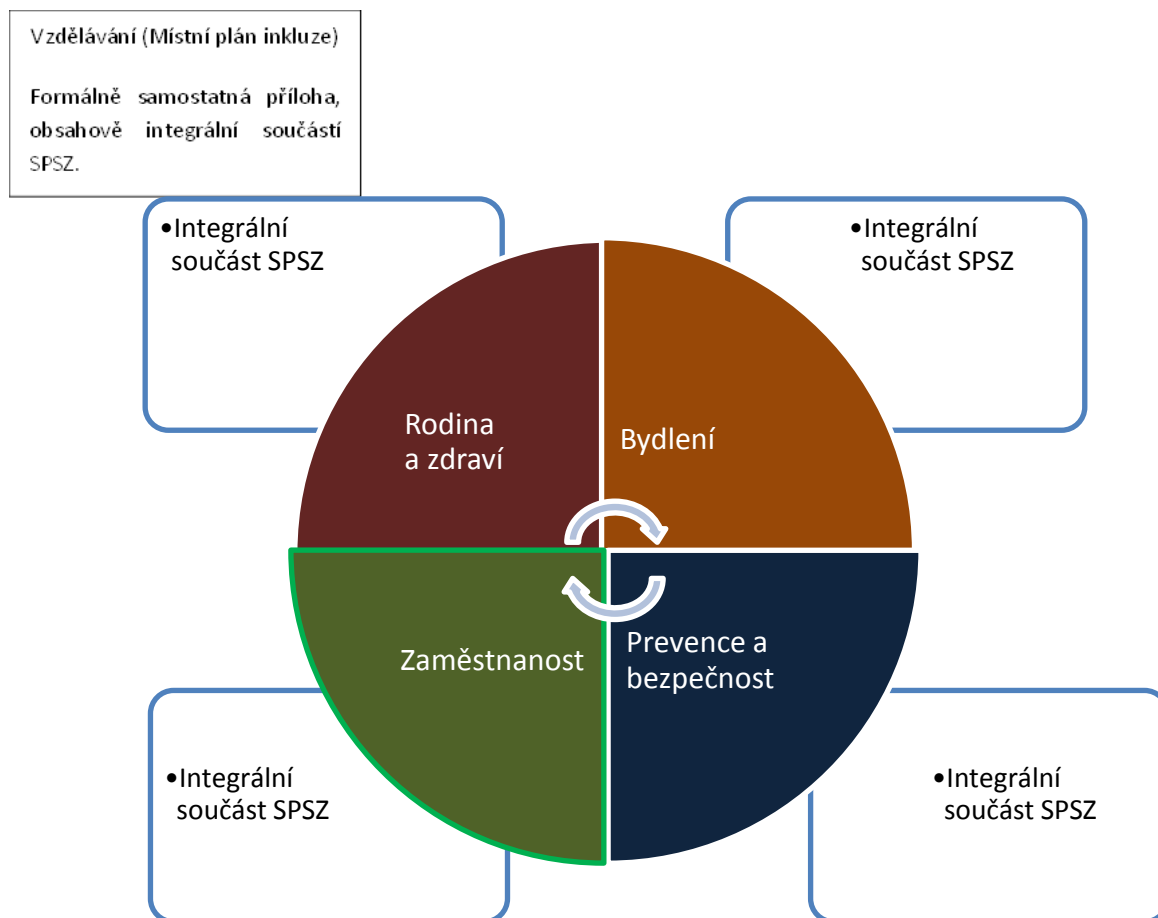 Vzdělávání (Místní plán inkluze)
Formálně samostatná příloha,
obsahově integrální součástí
SPSZ.
•Integrální
součást SPSZ
•Integrální
součást SPSZ
Rodina
a zdraví
Bydlení
Zaměstnanost
Prevence a
bezpečnost
•Integrální
součást SPSZ
•Integrální
součást SPSZ